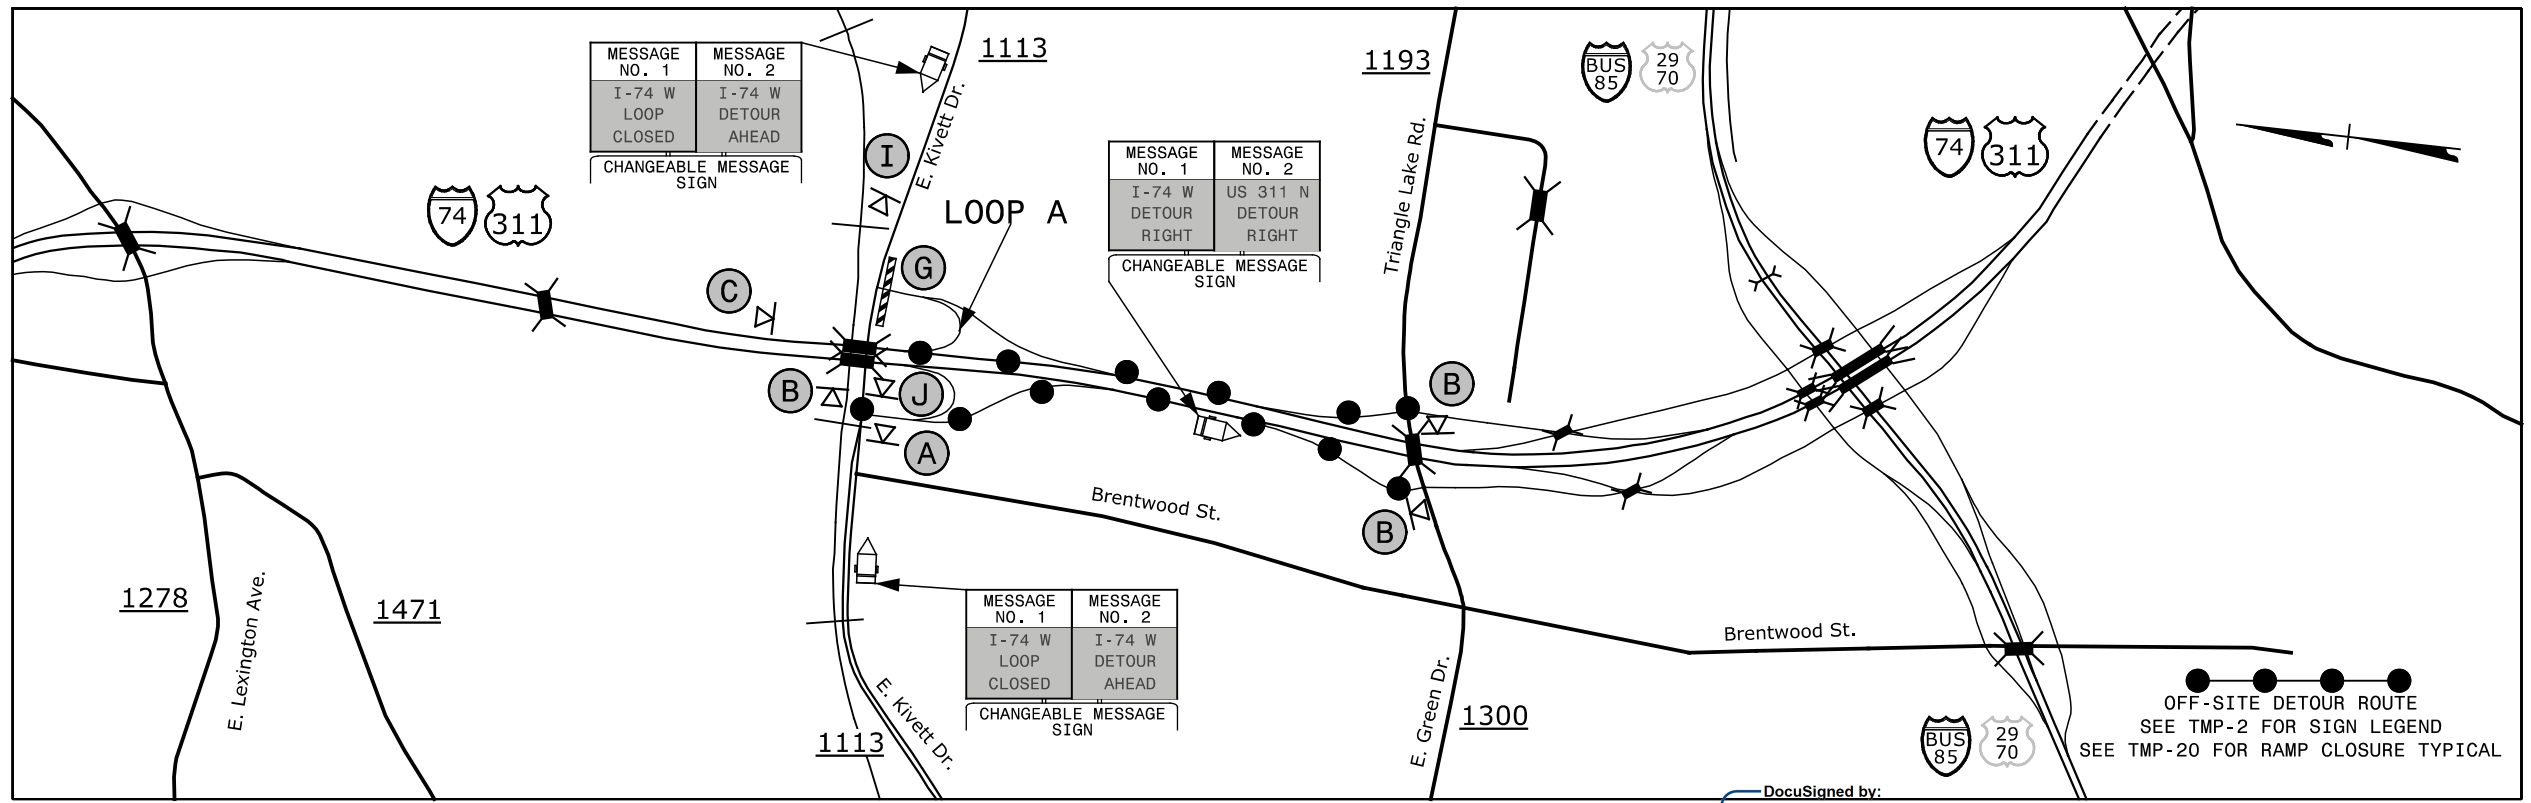 MESSAGE NO. 1
MESSAGE NO. 2
I-74 W
LOOP
CLOSED
I-74 W
DETOUR
AHEAD
CHANGEABLE MESSAGE
SIGN
1113
E. Kivett Dr.
I
LOOP A
G
74
311
C
B
J
A
MESSAGE NO. 1
MESSAGE NO. 2
I-74 W
DETOUR
RIGHT
US 311 N
DETOUR
RIGHT
CHANGEABLE MESSAGE
SIGN
1193
Triangle Lake Rd.
BUS
85
29
70
74
311
B
B
Brentwood St.
1278
E. Lexington Ave.
1471
MESSAGE NO. 1
MESSAGE NO. 2
I-74 W
LOOP
CLOSED
I-74 W
DETOUR
AHEAD
CHANGEABLE MESSAGE
SIGN
1113
E. Kivett Dr.
E. Green Dr.
1300
Brentwood St.
BUS
85
29
70
OFF-SITE DETOUR ROUTE
SEE TMP-2 FOR SIGN LEGEND
SEE TMP-20 FOR RAMP CLOSURE TYPICAL
DocuSigned by: